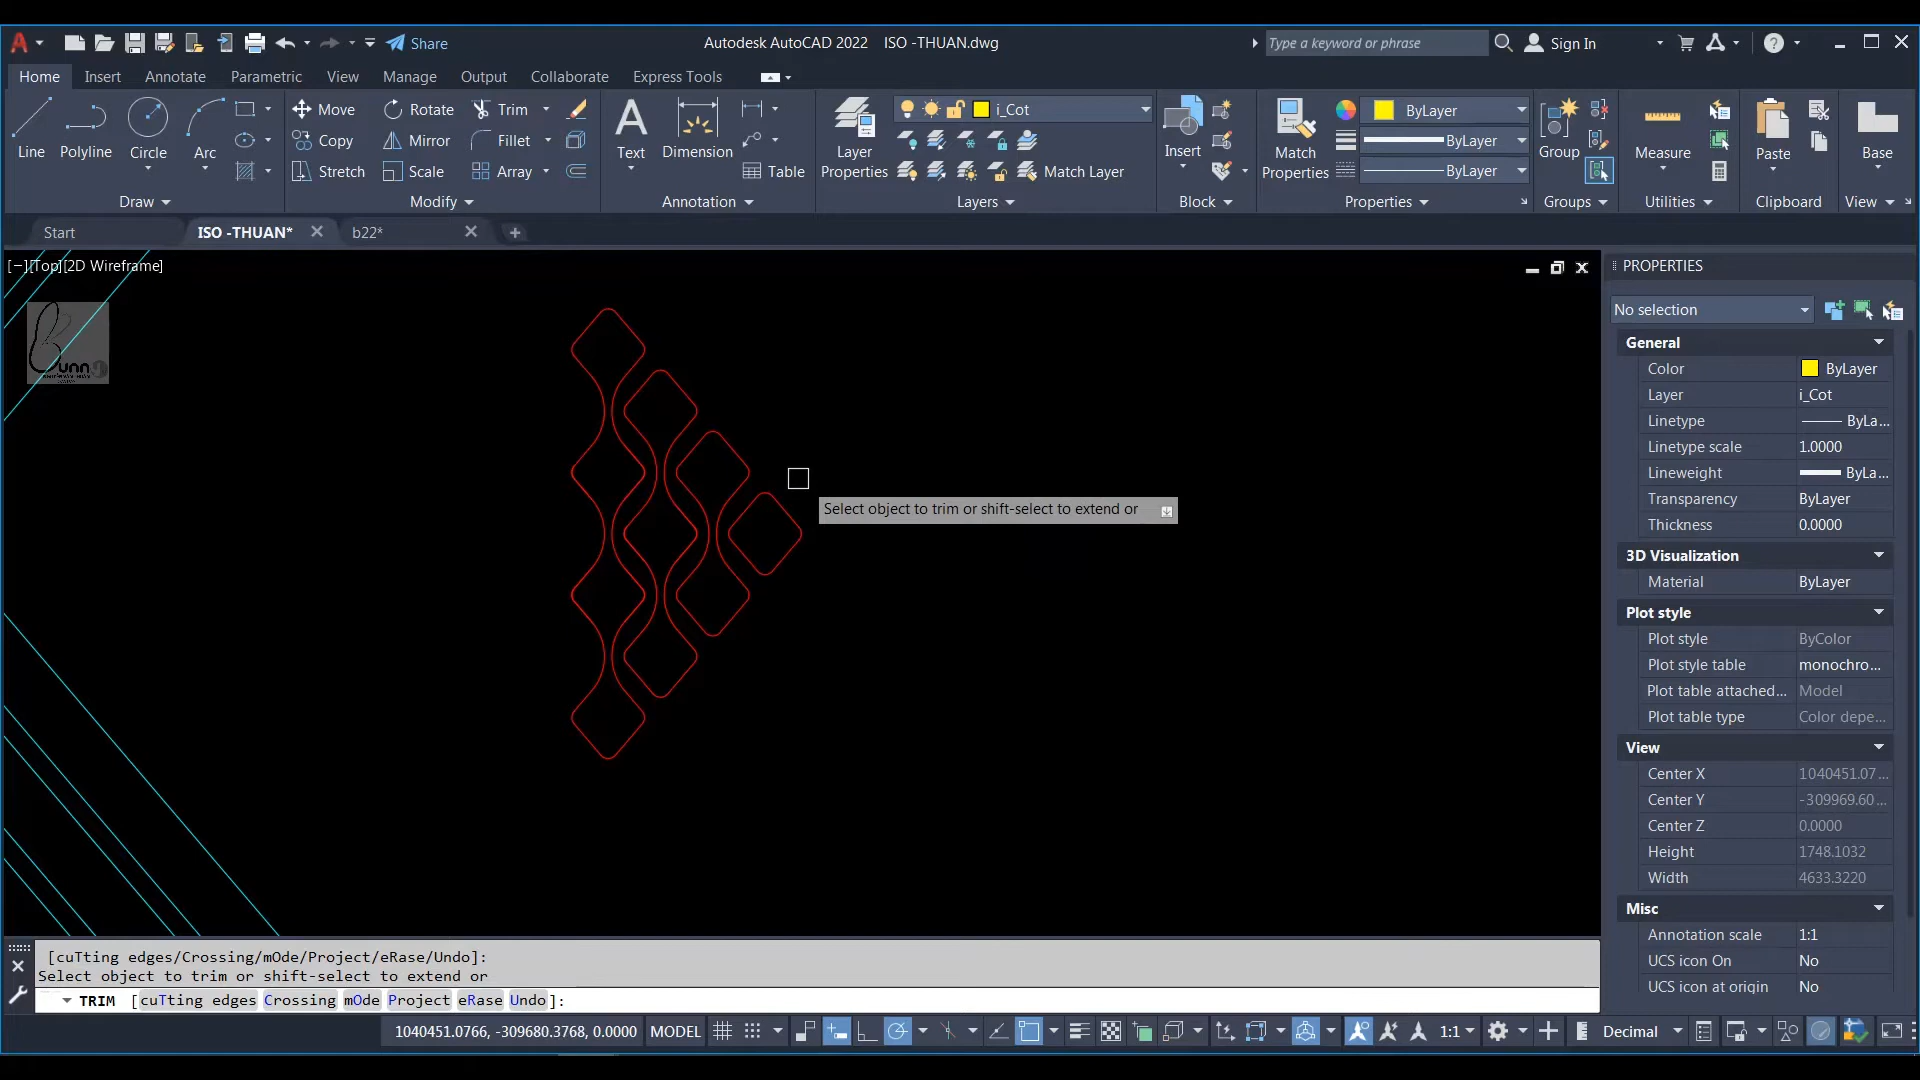 Share
Autodesk AutoCAD 2022 ISO -THUAN.dwg
Type a keyword or phrase
Sign In
Home Insert Annotate Parametric View Manage Output Collaborate Express Tools
Line Polyline Circle Arc
Draw
Move Rotate Trim
Copy Mirror Fillet
Stretch Scale Array
Modify
Text Dimension
Table
Annotation
Layer
Properties
i_Cot
Match Layer
Layers
Insert
Block
Match
Properties
ByLayer
ByLayer
ByLayer
Properties
Group
Groups
Measure
Utilities
Paste
Clipboard
Base
View
Start ISO -THUAN* b22*
[−][Top][2D Wireframe]
Select object to trim or shift-select to extend or
PROPERTIES
No selection
General
Color ByLayer
Layer i_Cot
Linetype ByLa...
Linetype scale 1.0000
Lineweight ByLa...
Transparency ByLayer
Thickness 0.0000
3D Visualization
Material ByLayer
Plot style
Plot style ByColor
Plot style table monochro...
Plot table attached... Model
Plot table type Color depe...
View
Center X 1040451.07...
Center Y -309969.60...
Center Z 0.0000
Height 1748.1032
Width 4633.3220
Misc
Annotation scale 1:1
UCS icon On No
UCS icon at origin No
[cuTting edges/Crossing/mOde/Project/eRase/Undo]:
Select object to trim or shift-select to extend or
TRIM [cuTting edges Crossing mOde Project eRase Undo]:
1040451.0766, -309680.3768, 0.0000 MODEL 1:1 Decimal